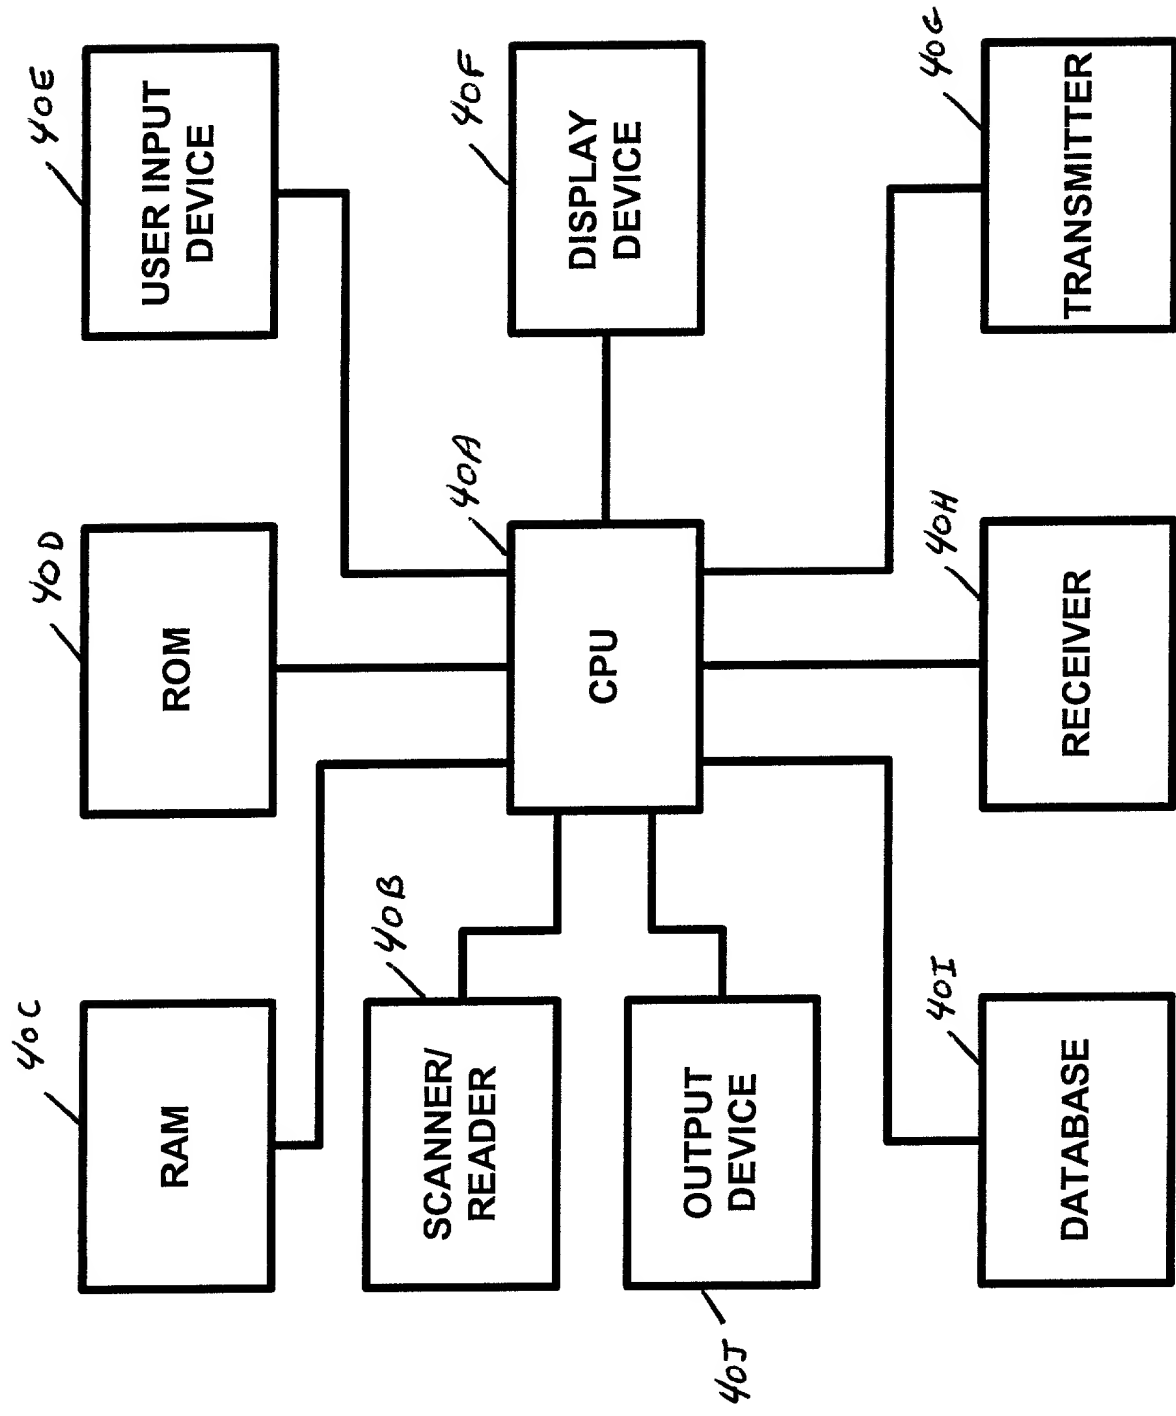 40C
40D
40E
RAM
ROM
USER INPUT
DEVICE
40B
40A
40F
SCANNER/
READER
CPU
DISPLAY
DEVICE
OUTPUT
DEVICE
40J
40I
40H
40G
DATABASE
RECEIVER
TRANSMITTER